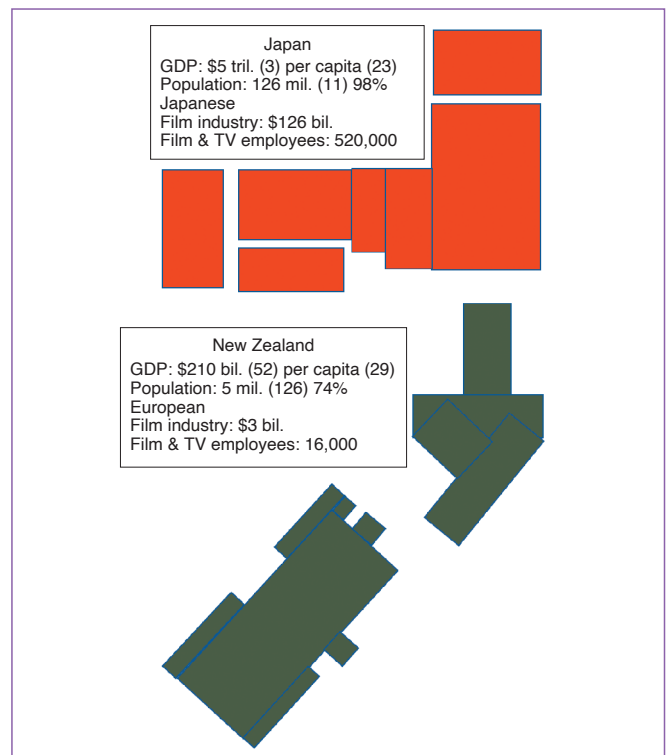 Japan
GDP: $5 tril. (3) per capita (23)
Population: 126 mil. (11) 98%
Japanese
Film industry: $126 bil.
Film & TV employees: 520,000
New Zealand
GDP: $210 bil. (52) per capita (29)
Population: 5 mil. (126) 74%
European
Film industry: $3 bil.
Film & TV employees: 16,000